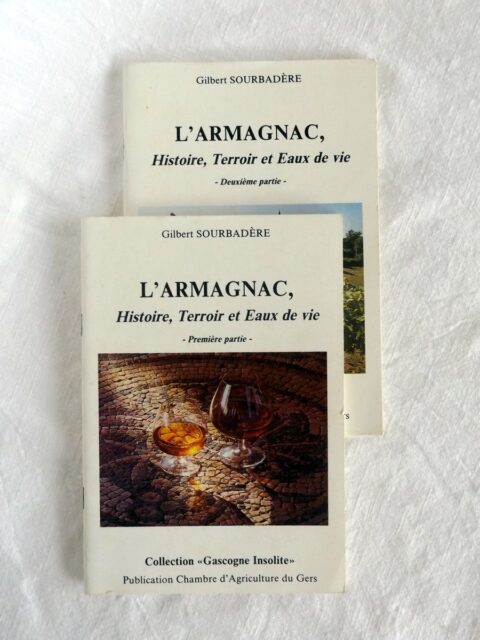 Gilbert SOURBADÈRE
L'ARMAGNAC,
Histoire, Terroir et Eaux de vie
- Deuxième partie -
Gilbert SOURBADÈRE
L'ARMAGNAC,
Histoire, Terroir et Eaux de vie
- Première partie -
Collection «Gascogne Insolite»
Publication Chambre d'Agriculture du Gers